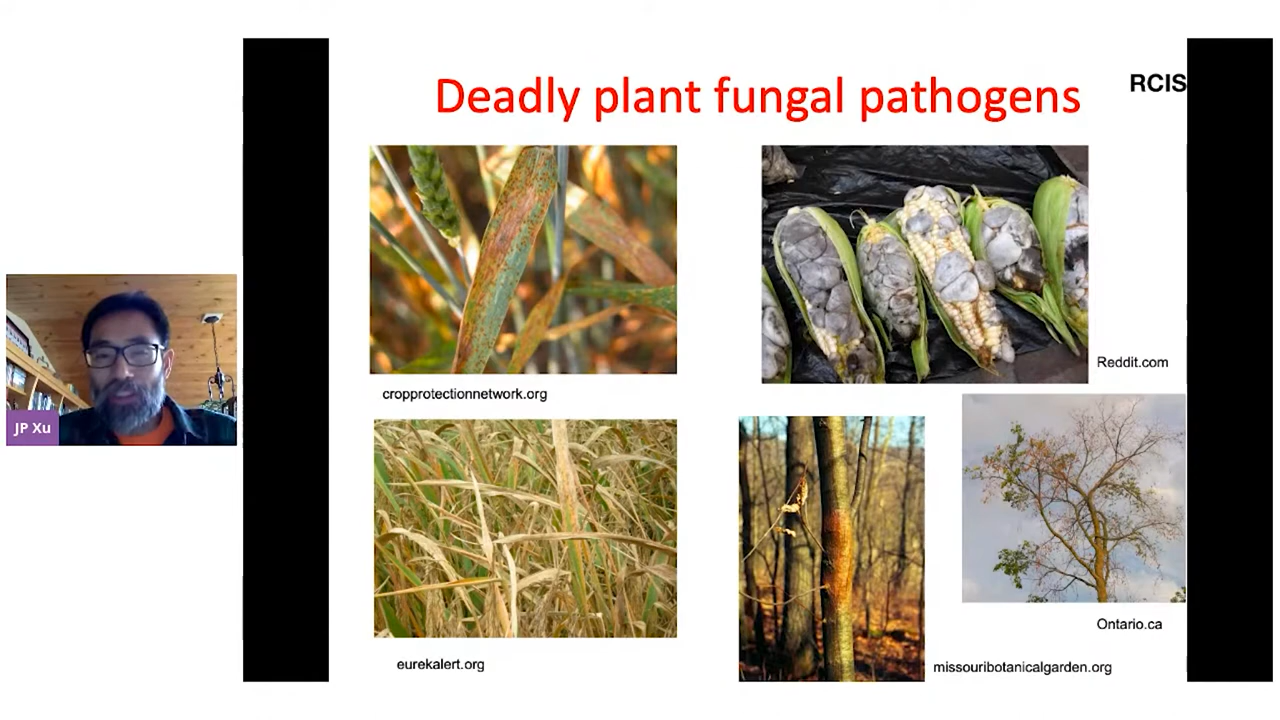 Deadly plant fungal pathogens
RCIS
cropprotectionnetwork.org
Reddit.com
JP Xu
Ontario.ca
eurekalert.org
missouribotanicalgarden.org